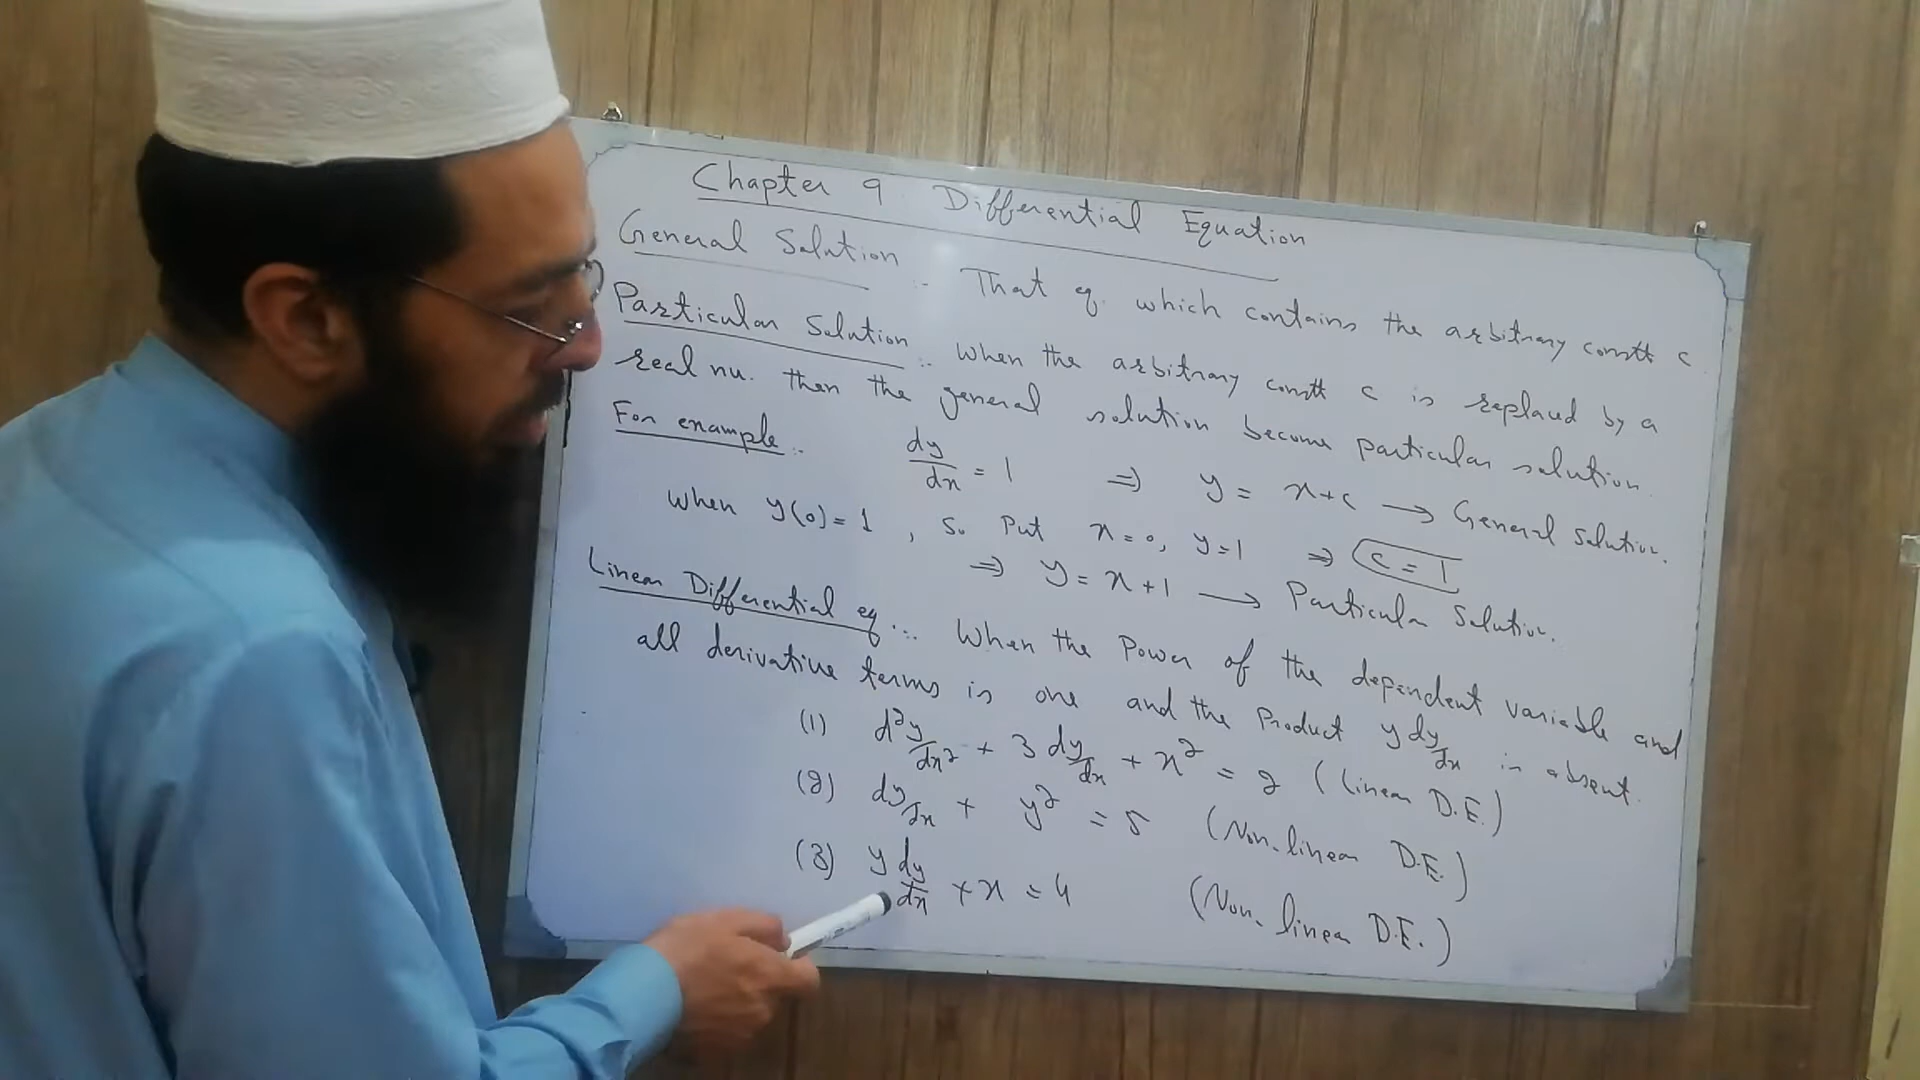 Chapter 9 Differential Equation
General Solution :- That eq. which contains the arbitrary constt c
Particular Solution :- When the arbitrary constt c is replaced by a
real nu. then the general solution become particular solution.
For example :- dy/dx = 1 ⇒ y = x+c → General Solution.
When y(0) = 1, So Put x=0, y=1 ⇒ c=1
⇒ y = x+1 → Particular Solution.
Linear Differential eq :- When the Power of the dependent variable and
all derivative terms is one and the Product y dy/dx is absent.
(1) d²y/dx² + 3 dy/dx + x² = 2 (Linear D.E.)
(2) dy/dx + y² = 5 (Non-linear D.E.)
(3) y dy/dx + x = 4 (Non-linear D.E.)